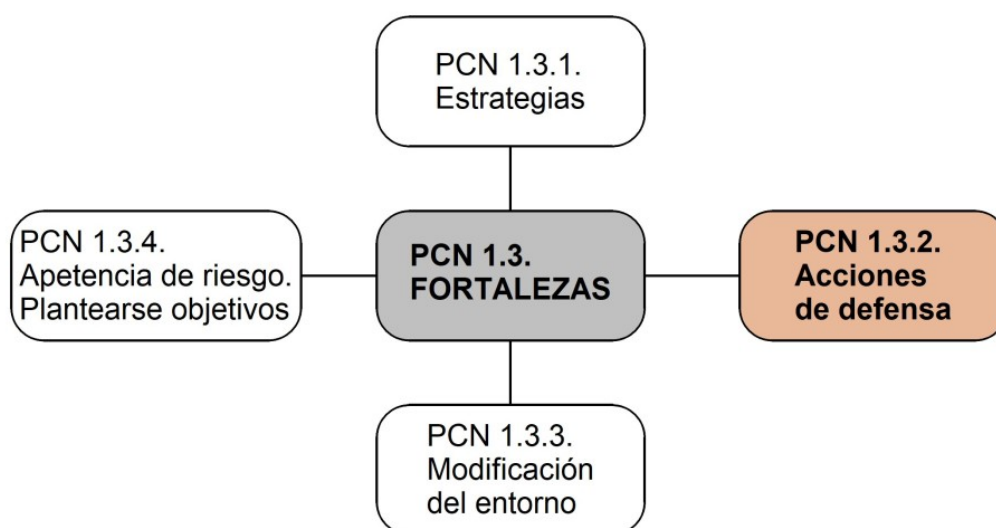 PCN 1.3.1.
Estrategias
PCN 1.3.4.
Apetencia de riesgo.
Plantearse objetivos
PCN 1.3.
FORTALEZAS
PCN 1.3.2.
Acciones
de defensa
PCN 1.3.3.
Modificación
del entorno